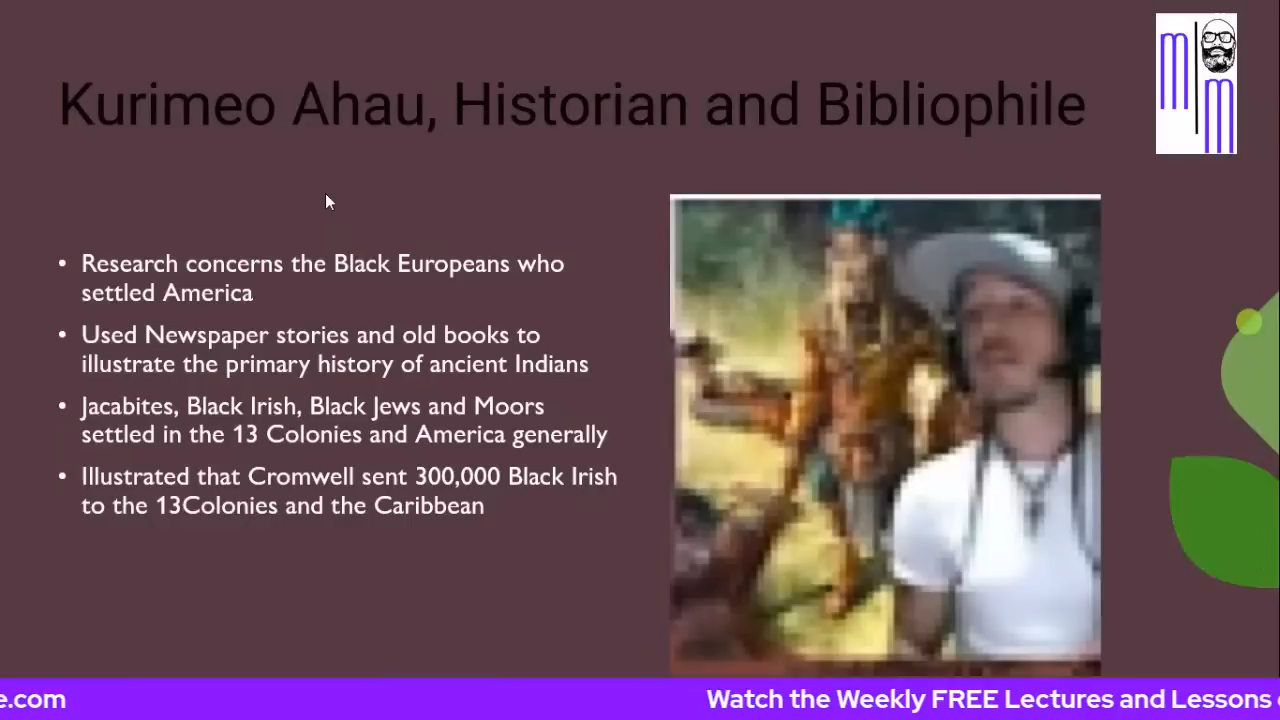 Kurimeo Ahau, Historian and Bibliophile
m
m
• Research concerns the Black Europeans who
settled America
• Used Newspaper stories and old books to
illustrate the primary history of ancient Indians
• Jacabites, Black Irish, Black Jews and Moors
settled in the 13 Colonies and America generally
• Illustrated that Cromwell sent 300,000 Black Irish
to the 13Colonies and the Caribbean
e.com
Watch the Weekly FREE Lectures and Lessons